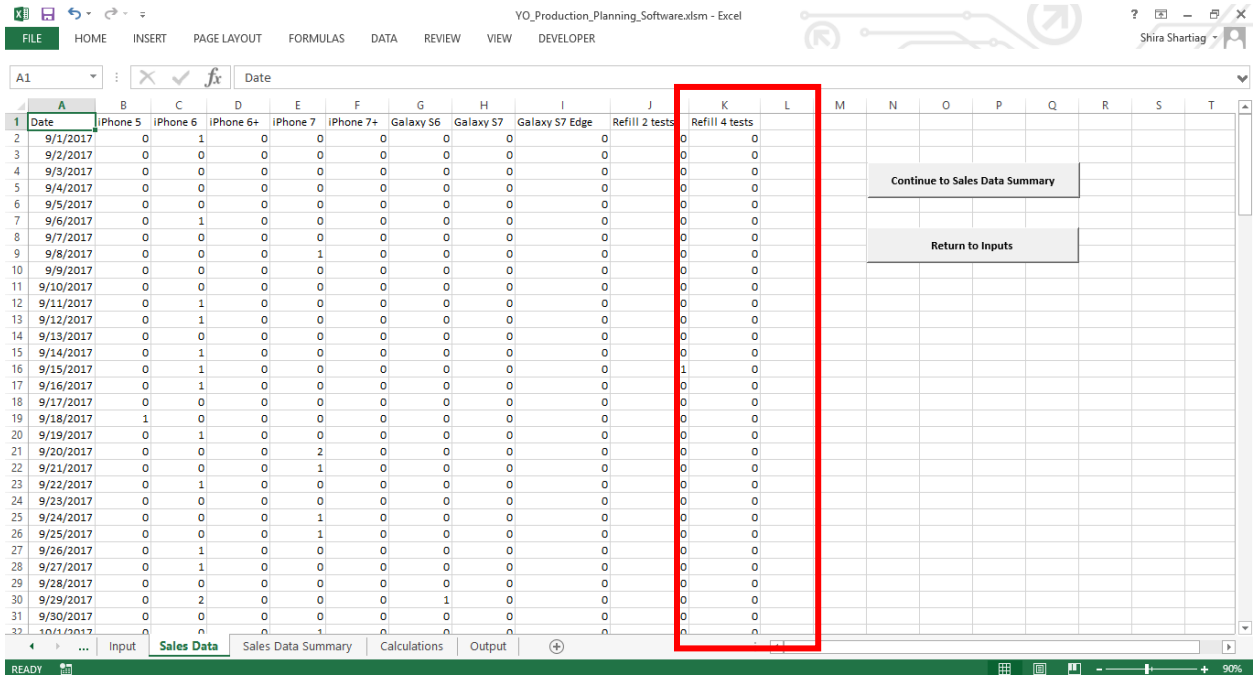 YO_Production_Planning_Software.xlsm - Excel
?
FILE HOME INSERT PAGE LAYOUT FORMULAS DATA REVIEW VIEW DEVELOPER Shira Shartiag
A1 fx Date
A B C D E F G H I J K L M N O P Q R S T
1 Date iPhone 5 iPhone 6 iPhone 6+ iPhone 7 iPhone 7+ Galaxy S6 Galaxy S7 Galaxy S7 Edge Refill 2 tests Refill 4 tests
2 9/1/2017 0 1 0 0 0 0 0 0 0 0
3 9/2/2017 0 0 0 0 0 0 0 0 0 0
4 9/3/2017 0 0 0 0 0 0 0 0 0 0
5 9/4/2017 0 0 0 0 0 0 0 0 0 0
Continue to Sales Data Summary
6 9/5/2017 0 0 0 0 0 0 0 0 0 0
7 9/6/2017 0 1 0 0 0 0 0 0 0 0
8 9/7/2017 0 0 0 0 0 0 0 0 0 0
9 9/8/2017 0 0 0 1 0 0 0 0 0 0
Return to Inputs
10 9/9/2017 0 0 0 0 0 0 0 0 0 0
11 9/10/2017 0 0 0 0 0 0 0 0 0 0
12 9/11/2017 0 1 0 0 0 0 0 0 0 0
13 9/12/2017 0 1 0 0 0 0 0 0 0 0
14 9/13/2017 0 0 0 0 0 0 0 0 0 0
15 9/14/2017 0 1 0 0 0 0 0 0 0 0
16 9/15/2017 0 1 0 0 0 0 0 0 1 0
17 9/16/2017 0 1 0 0 0 0 0 0 0 0
18 9/17/2017 0 0 0 0 0 0 0 0 0 0
19 9/18/2017 1 0 0 0 0 0 0 0 0 0
20 9/19/2017 0 1 0 0 0 0 0 0 0 0
21 9/20/2017 0 0 0 2 0 0 0 0 0 0
22 9/21/2017 0 0 0 1 0 0 0 0 0 0
23 9/22/2017 0 1 0 0 0 0 0 0 0 0
24 9/23/2017 0 0 0 0 0 0 0 0 0 0
25 9/24/2017 0 0 0 1 0 0 0 0 0 0
26 9/25/2017 0 0 0 1 0 0 0 0 0 0
27 9/26/2017 0 1 0 0 0 0 0 0 0 0
28 9/27/2017 0 1 0 0 0 0 0 0 0 0
29 9/28/2017 0 0 0 0 0 0 0 0 0 0
30 9/29/2017 0 2 0 0 0 1 0 0 0 0
31 9/30/2017 0 0 0 0 0 0 0 0 0 0
32 10/1/2017 0 0 0 1 0 0 0 0 0 0
... Input Sales Data Sales Data Summary Calculations Output
READY 90%